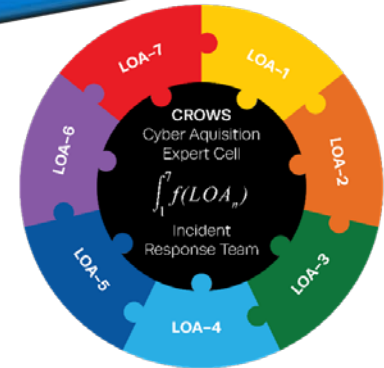 LOA-7
LOA-1
LOA-6
LOA-2
LOA-5
LOA-3
LOA-4
CROWS
Cyber Aquisition
Expert Cell
∫₁⁷ f(LOAₙ)
Incident
Response Team